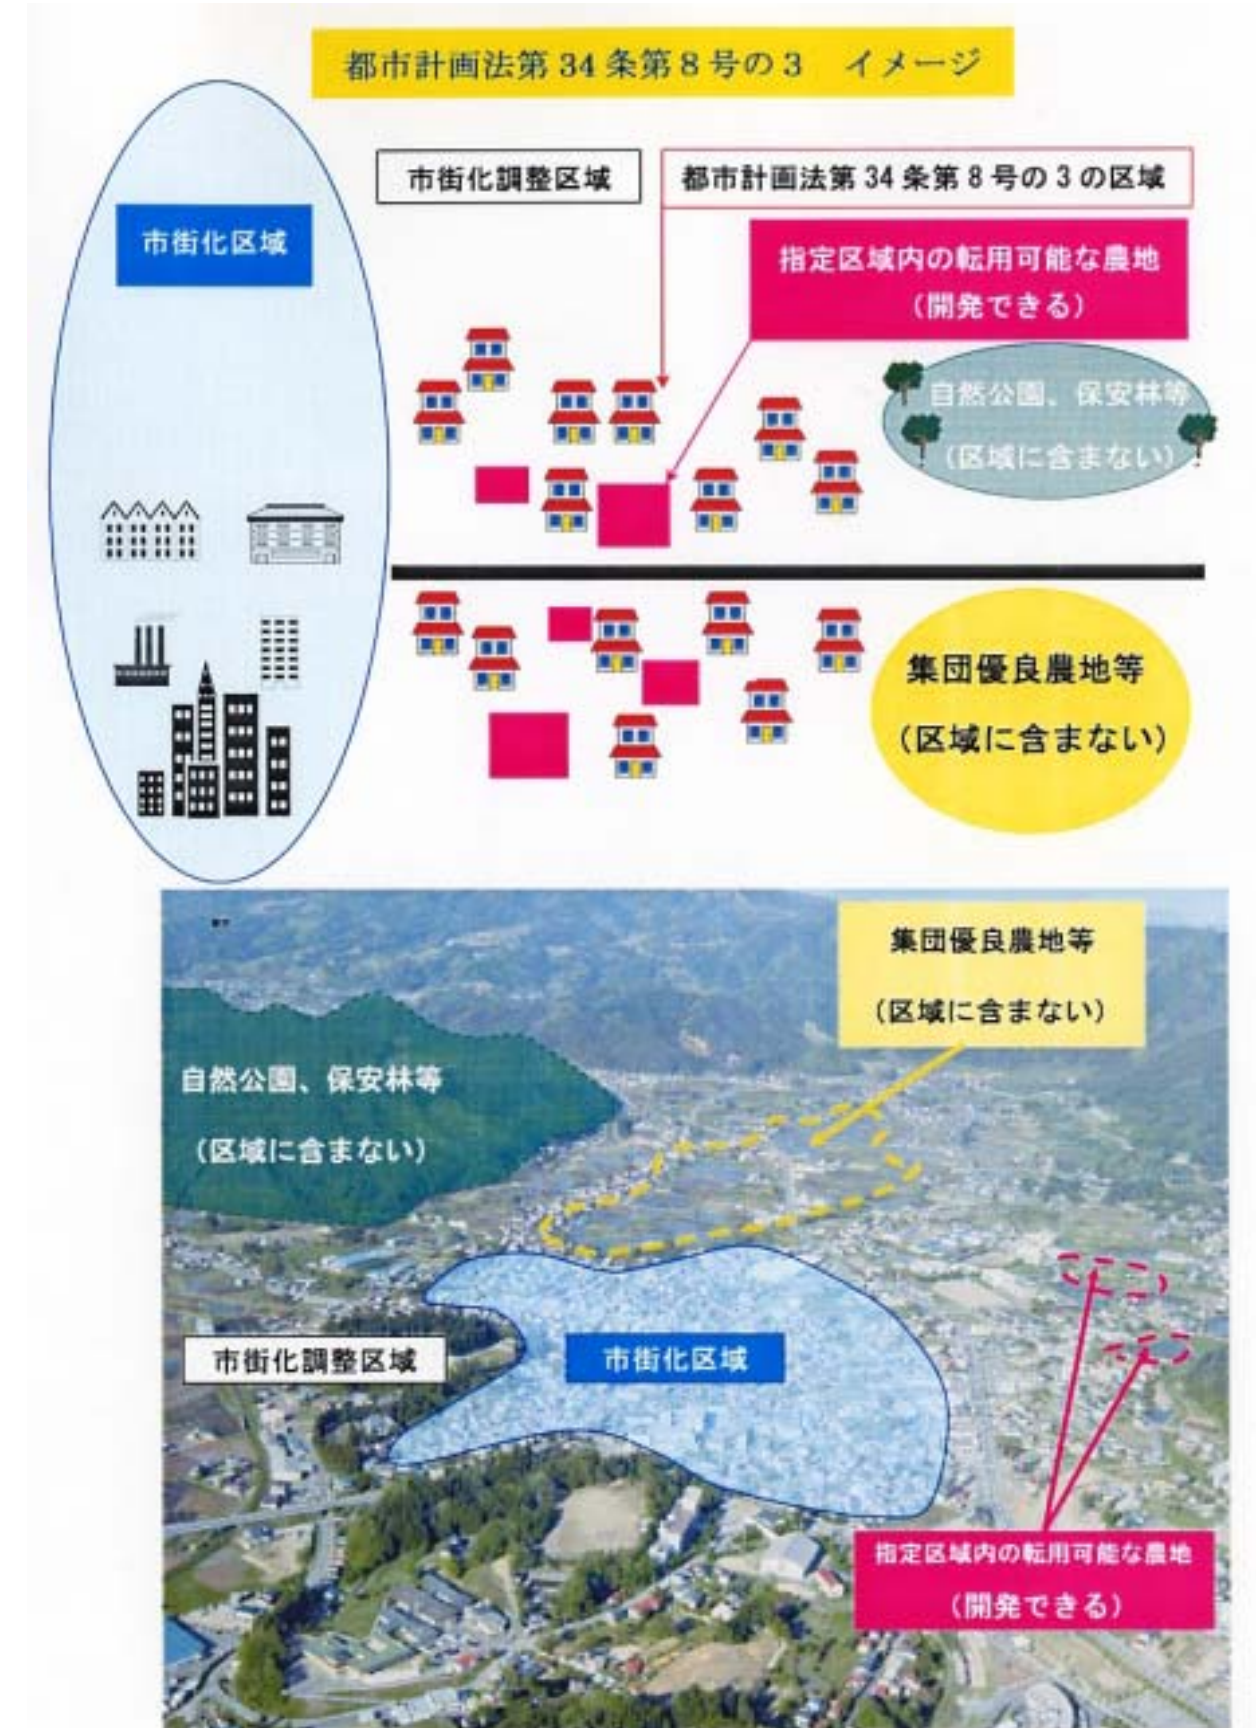 都市計画法第34条第8号の3　イメージ
市街化調整区域
都市計画法第34条第8号の3の区域
市街化区域
指定区域内の転用可能な農地
（開発できる）
自然公園、保安林等
（区域に含まない）
集団優良農地等
（区域に含まない）
集団優良農地等
（区域に含まない）
自然公園、保安林等
（区域に含まない）
市街化調整区域
市街化区域
指定区域内の転用可能な農地
（開発できる）